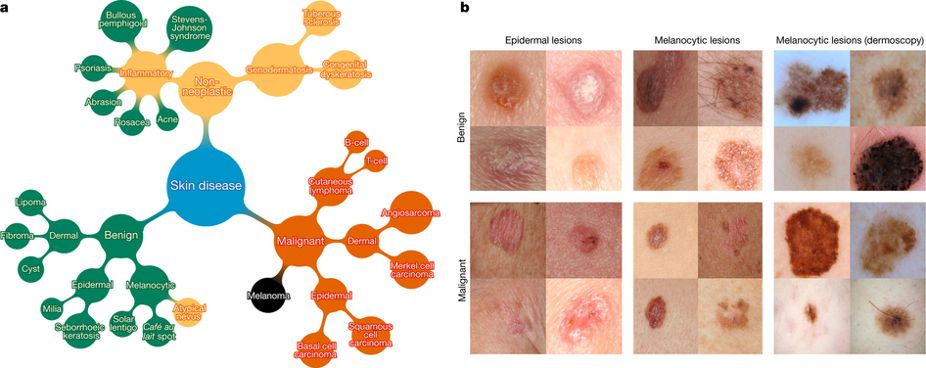 a
Bullous
pemphigoid
Stevens-
Johnson
syndrome
Psoriasis
Inflammatory
Abrasion
Rosacea
Acne
Non-
neoplastic
Genodermatosis
Tuberous
sclerosis
Congenital
dyskeratosis
Skin disease
B-cell
T-cell
Cutaneous
lymphoma
Angiosarcoma
Malignant
Dermal
Merkel cell
carcinoma
Melanoma
Epidermal
Squamous
cell
carcinoma
Basal cell
carcinoma
Lipoma
Fibroma
Dermal
Benign
Cyst
Epidermal
Melanocytic
Milia
Seborrhoeic
keratosis
Solar
lentigo
Café au
lait spot
Atypical
nevus
b
Epidermal lesions
Melanocytic lesions
Melanocytic lesions (dermoscopy)
Benign
Malignant